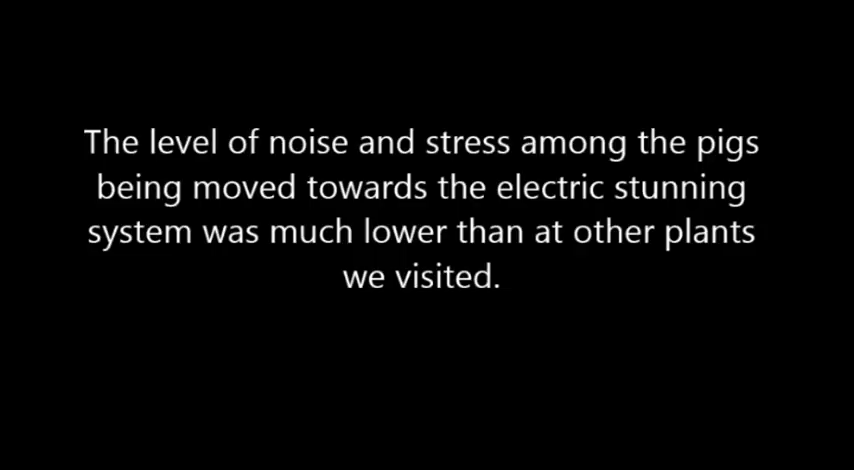 The level of noise and stress among the pigs
being moved towards the electric stunning
system was much lower than at other plants
we visited.